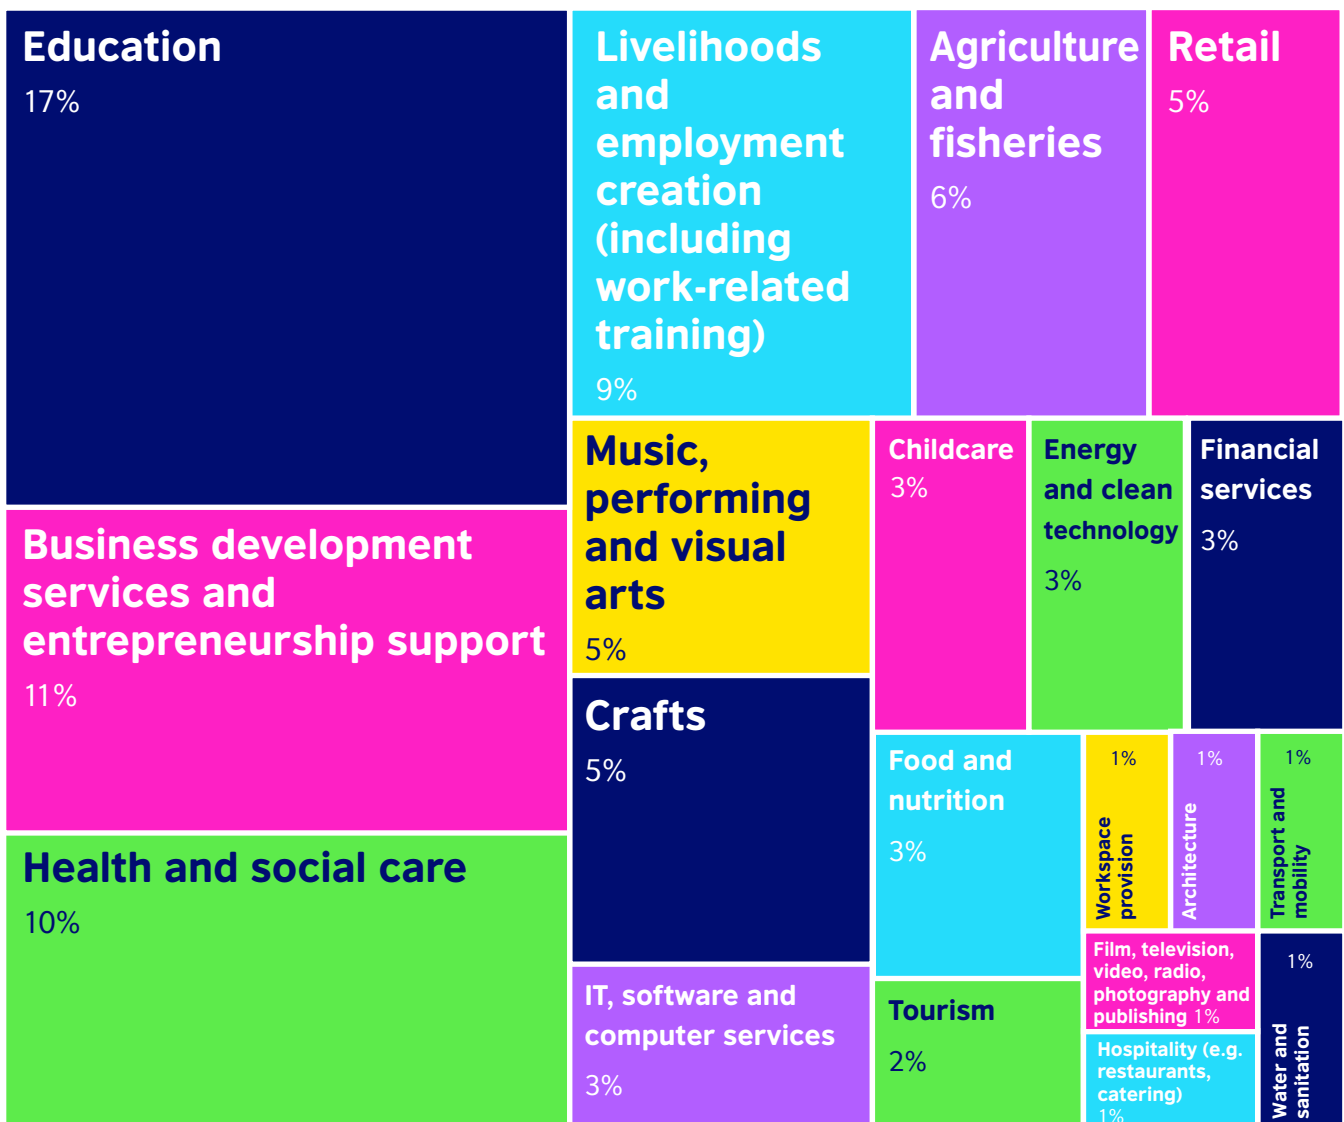 Education
17%
Business development
services and
entrepreneurship support
11%
Health and social care
10%
Livelihoods
and
employment
creation
(including
work-related
training)
9%
Agriculture
and
fisheries
6%
Retail
5%
Music,
performing
and visual
arts
5%
Crafts
5%
IT, software and
computer services
3%
Childcare
3%
Energy
and clean
technology
3%
Financial
services
3%
Food and
nutrition
3%
Tourism
2%
1%
Workspace
provision
1%
Architecture
1%
Transport and
mobility
Film, television,
video, radio,
photography and
publishing 1%
Hospitality (e.g.
restaurants,
catering)
1%
1%
Water and
sanitation